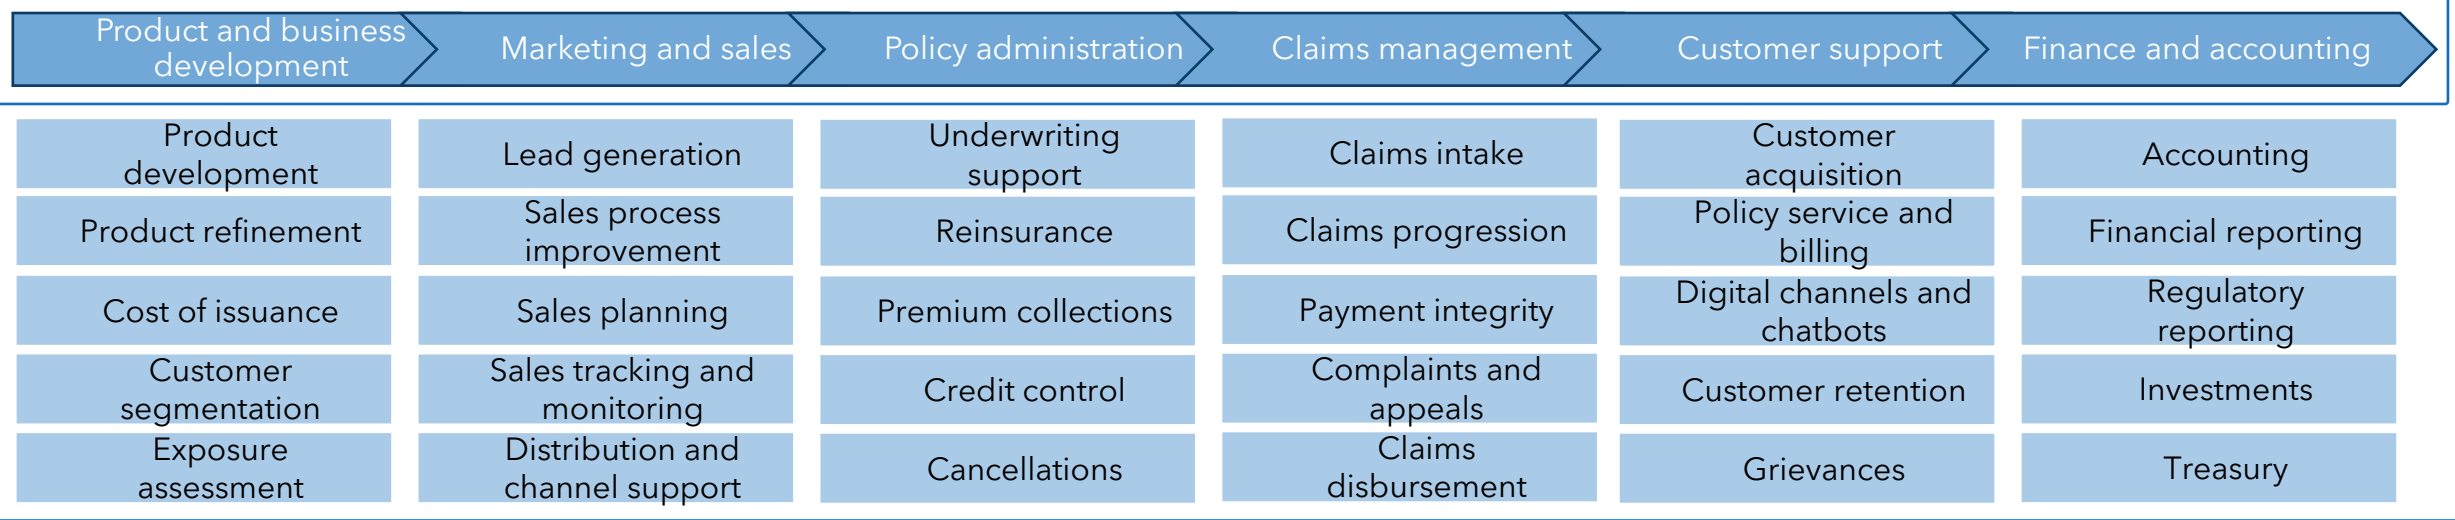 Product and business
development
Marketing and sales
Policy administration
Claims management
Customer support
Finance and accounting
Product
development
Lead generation
Underwriting
support
Claims intake
Customer
acquisition
Accounting
Product refinement
Sales process
improvement
Reinsurance
Claims progression
Policy service and
billing
Financial reporting
Cost of issuance
Sales planning
Premium collections
Payment integrity
Digital channels and
chatbots
Regulatory
reporting
Customer
segmentation
Sales tracking and
monitoring
Credit control
Complaints and
appeals
Customer retention
Investments
Exposure
assessment
Distribution and
channel support
Cancellations
Claims
disbursement
Grievances
Treasury